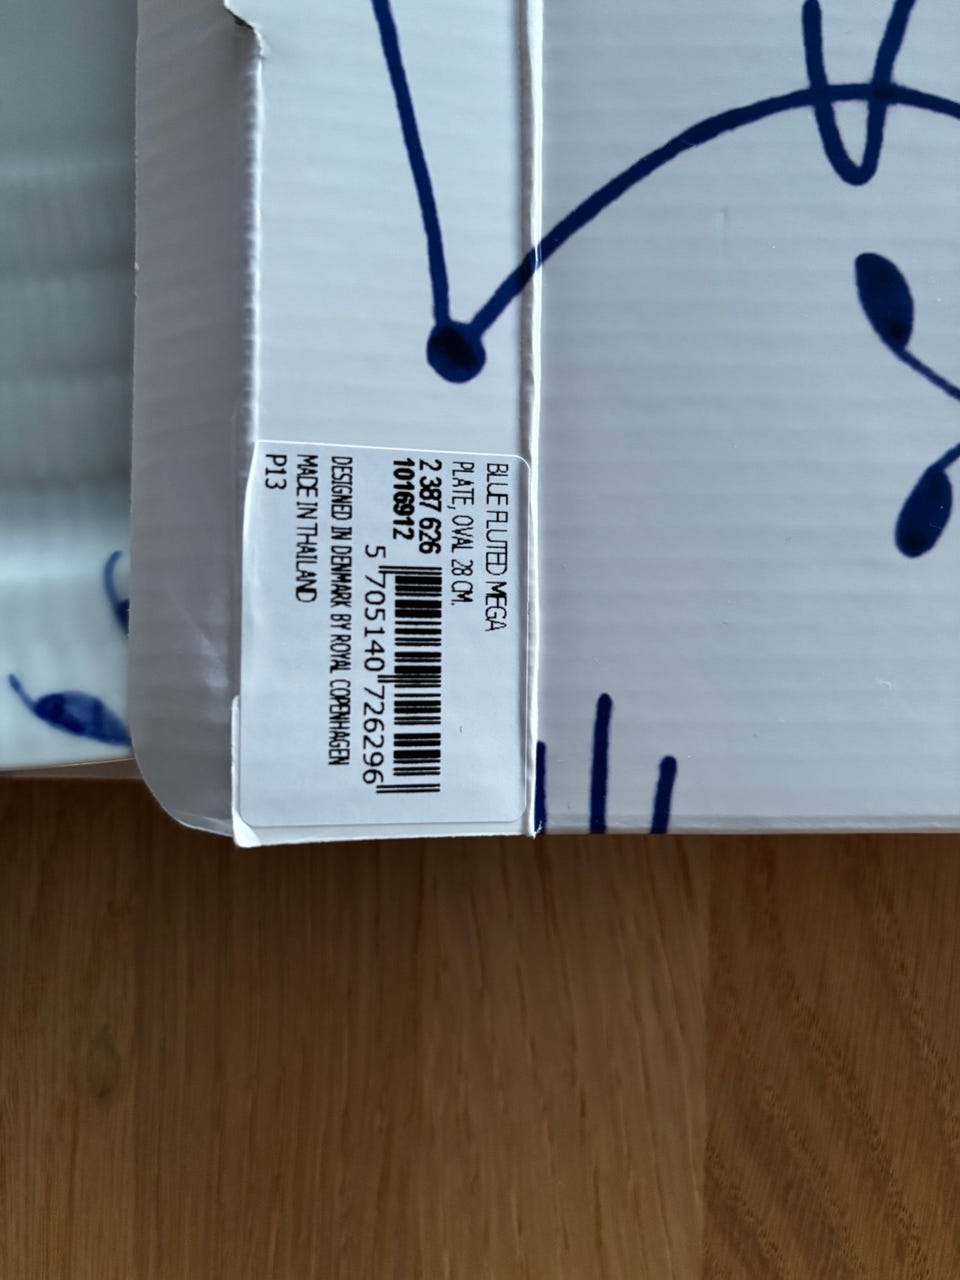 BLUE FLUTED MEGA
PLATE, OVAL 28 CM.
2 387 626
1016912
5 705140 726296
DESIGNED IN DENMARK BY ROYAL COPENHAGEN
MADE IN THAILAND
P13